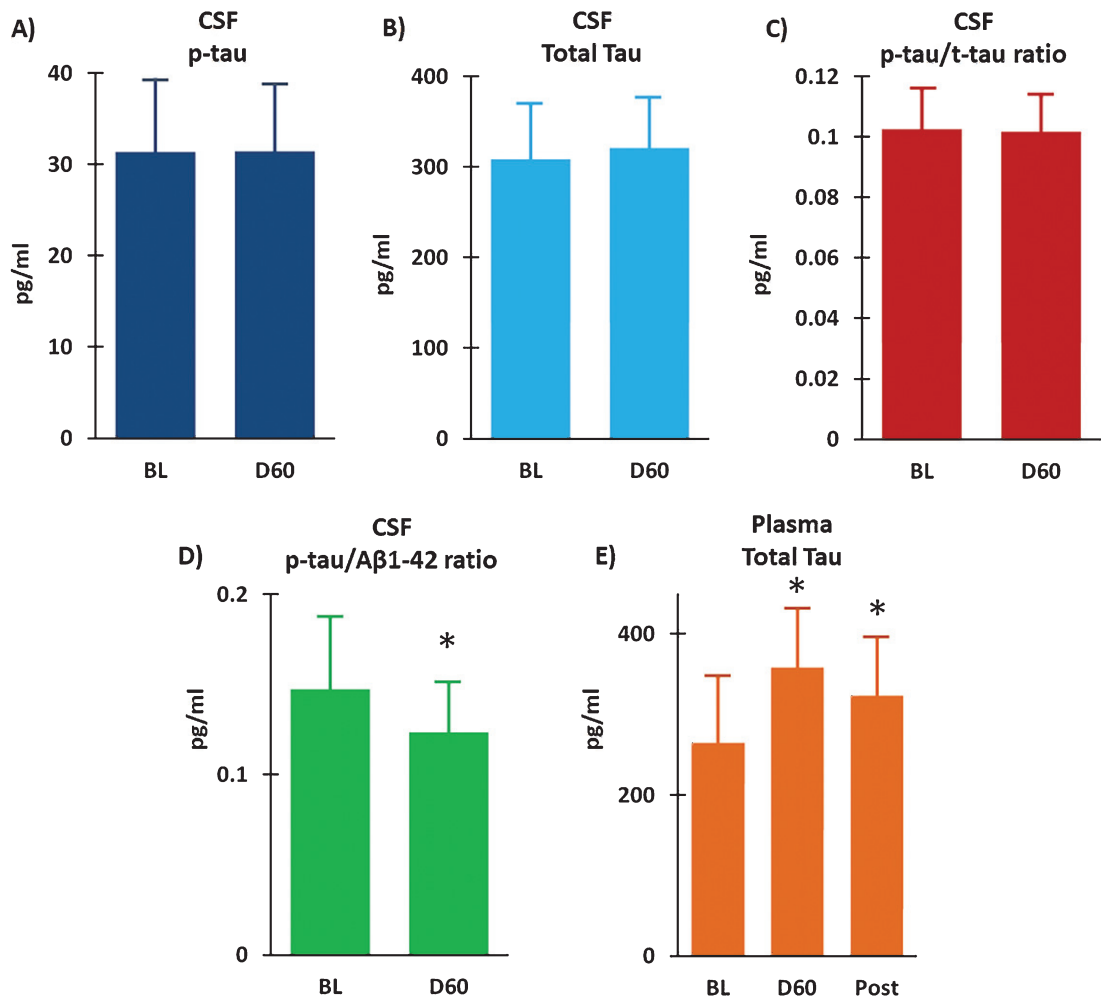 A)
CSF
p-tau
40
30
20
10
0
pg/ml
BL D60
B)
CSF
Total Tau
400
300
200
100
0
pg/ml
BL D60
C)
CSF
p-tau/t-tau ratio
0.12
0.1
0.08
0.06
0.04
0.02
0
pg/ml
BL D60
D)
CSF
p-tau/Aβ1-42 ratio
0.2
0.1
0
pg/ml
*
BL D60
E)
Plasma
Total Tau
400
200
0
pg/ml
* *
BL D60 Post